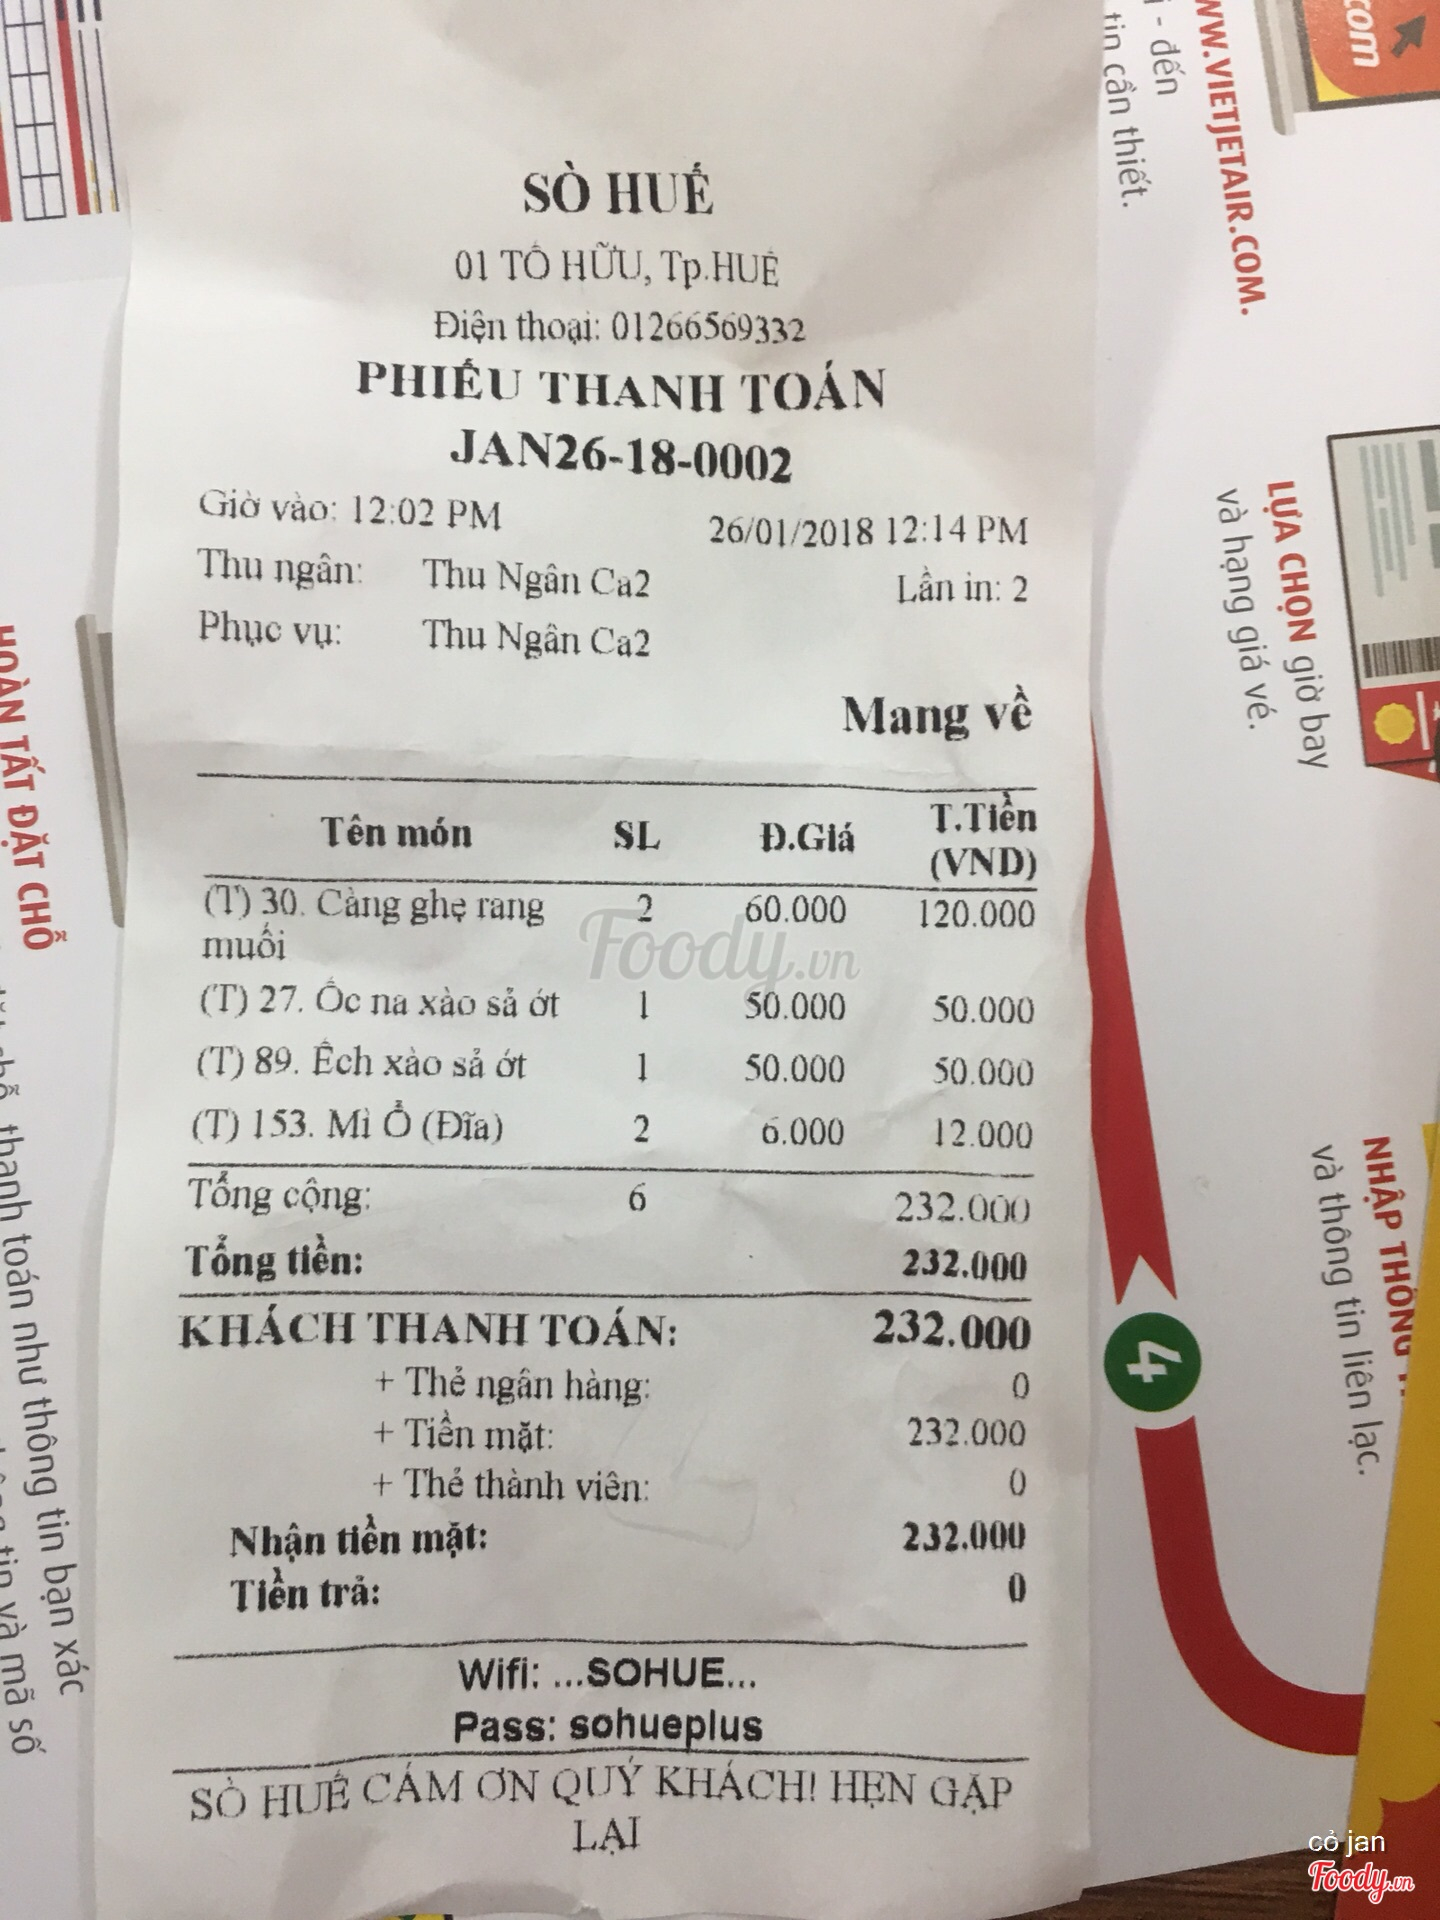 SÒ HUẾ
01 TỐ HỮU, Tp.HUẾ
Điện thoại: 01266569332
PHIẾU THANH TOÁN
JAN26-18-0002
Giờ vào: 12:02 PM 26/01/2018 12:14 PM
Thu ngân: Thu Ngân Ca2 Lần in: 2
Phục vụ: Thu Ngân Ca2
Mang về
Tên món SL Đ.Giá T.Tiền
(VND)
(T) 30. Càng ghẹ rang 2 60.000 120.000
muối
(T) 27. Ốc na xào sả ớt 1 50.000 50.000
(T) 89. Ếch xào sả ớt 1 50.000 50.000
(T) 153. Mì Ổ (Đĩa) 2 6.000 12.000
Tổng cộng: 6 232.000
Tổng tiền: 232.000
KHÁCH THANH TOÁN: 232.000
+ Thẻ ngân hàng: 0
+ Tiền mặt: 232.000
+ Thẻ thành viên: 0
Nhận tiền mặt: 232.000
Tiền trả: 0
Wifi: ...SOHUE...
Pass: sohueplus
SÒ HUẾ CÁM ƠN QUÝ KHÁCH! HẸN GẶP
LẠI
Foody.vn
- đến
tin cần thiết.
WW.VIETJETAIR.COM.
com
LỰA CHỌN giờ bay
và hạng giá vé.
NHẬP THÔNG
và thông tin liên lạc.
4
HOÀN TẤT ĐẶT CHỖ
thanh toán như thông tin bạn xác
tin và mã số
cỏ jan
Foody.vn